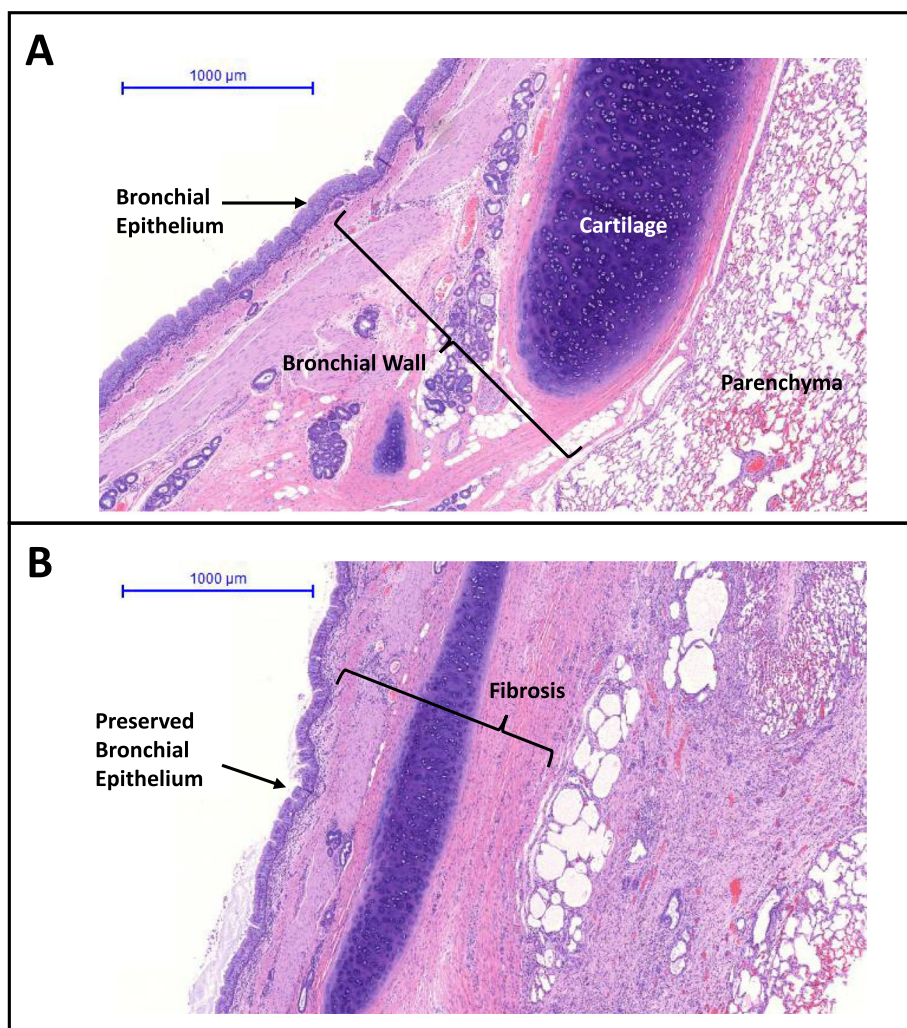 A
1000 µm
Bronchial
Epithelium
Cartilage
Bronchial Wall
Parenchyma
B
1000 µm
Fibrosis
Preserved
Bronchial
Epithelium